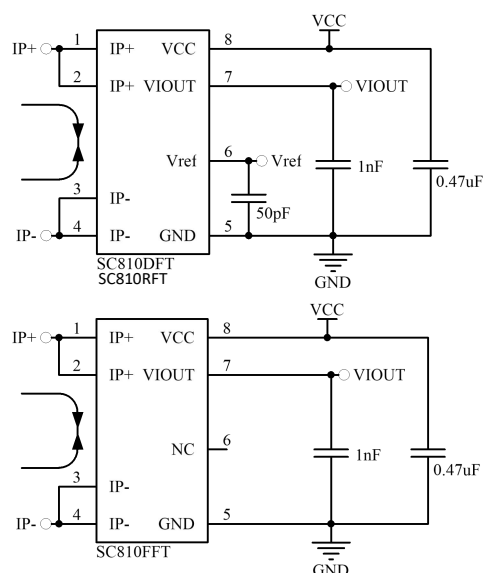 VCC
IP+ 1 IP+ VCC 8
2 IP+ VIOUT 7 VIOUT
Vref 6 Vref
1nF
0.47uF
3 IP-
50pF
IP- 4 IP- GND 5
SC810DFT
SC810RFT
GND
VCC
IP+ 1 IP+ VCC 8
2 IP+ VIOUT 7 VIOUT
NC 6
1nF
0.47uF
3 IP-
IP- 4 IP- GND 5
SC810FFT
GND